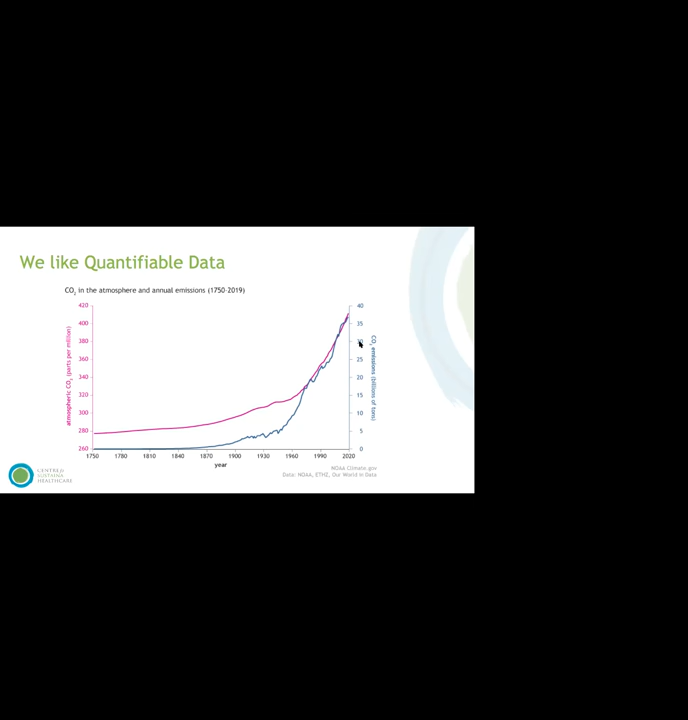 We like Quantifiable Data
CO₂ in the atmosphere and annual emissions (1750-2019)
420
400
380
360
340
320
300
280
260
atmospheric CO₂ (parts per million)
40
35
30
25
20
15
10
5
0
CO₂ emissions (billions of tons)
1750 1780 1810 1840 1870 1900 1930 1960 1990 2020
year
NOAA Climate.gov
Data: NOAA, ETHZ, Our World in Data
CENTRE for
SUSTAINA
HEALTHCARE